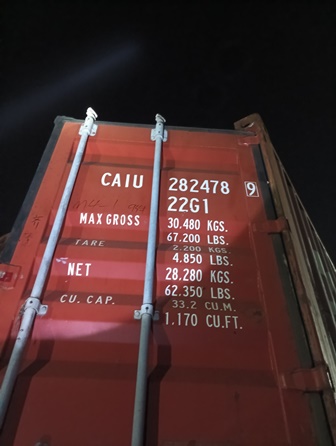 CAIU 282478 9
22G1
MAX GROSS 30.480 KGS.
67.200 LBS.
TARE 2.200 KGS.
4.850 LBS.
NET 28.280 KGS.
62.350 LBS.
CU. CAP. 33.2 CU.M.
1.170 CU.FT.